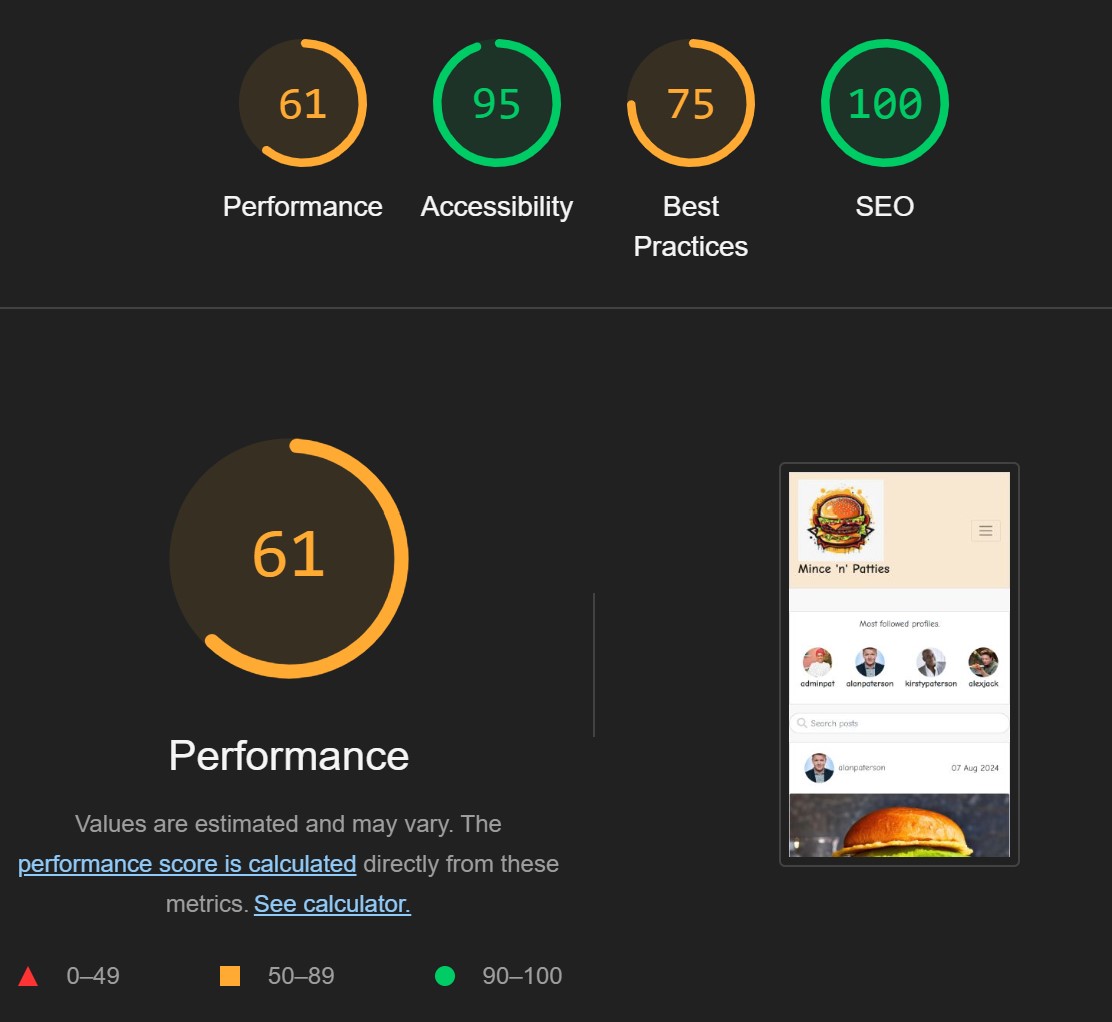 61
95
75
100
Performance
Accessibility
Best
Practices
SEO
61
Performance
Values are estimated and may vary. The
performance score is calculated directly from these
metrics. See calculator.
0–49
50–89
90–100
Mince 'n' Patties
Most followed profiles.
adminpat alanpaterson kirstypaterson alexjack
Search posts
alanpaterson 07 Aug 2024